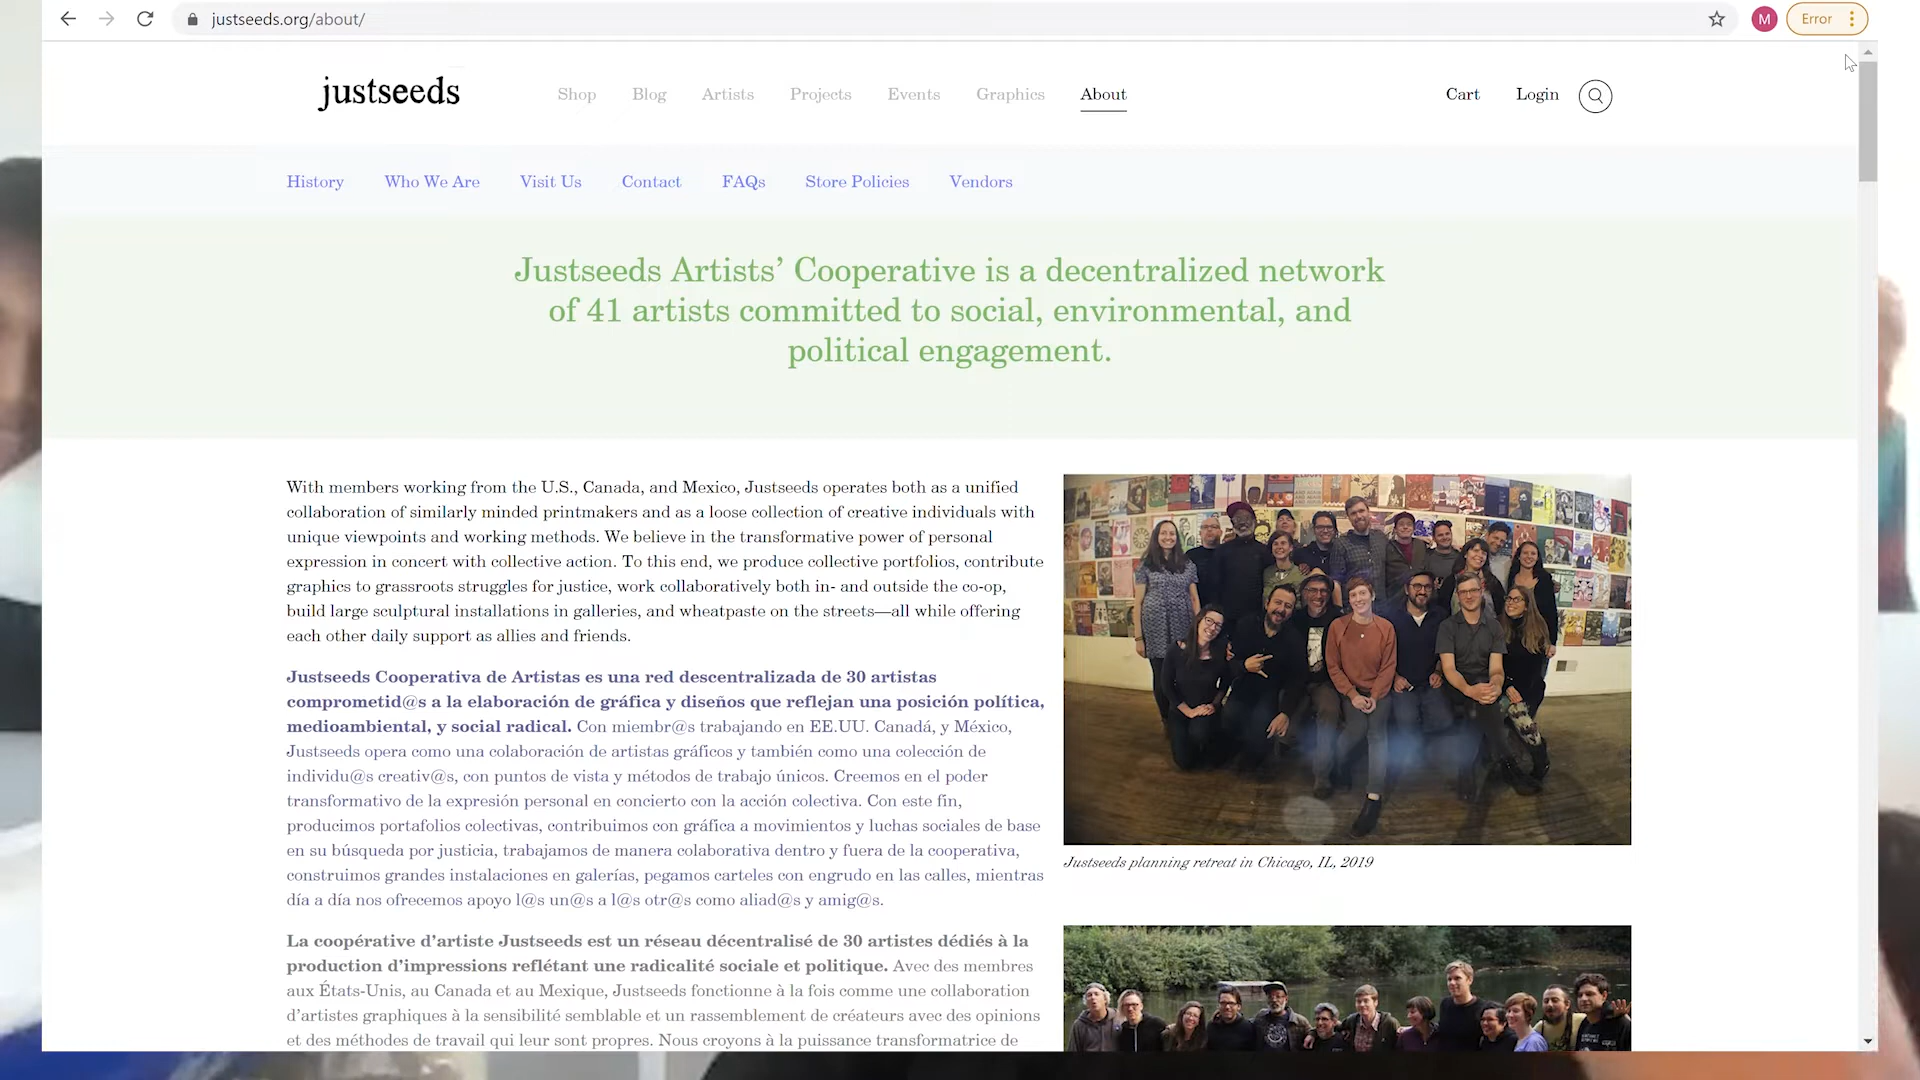 justseeds.org/about/
M
Error
justseeds
Shop Blog Artists Projects Events Graphics About
Cart Login
History Who We Are Visit Us Contact FAQs Store Policies Vendors
Justseeds Artists’ Cooperative is a decentralized network
of 41 artists committed to social, environmental, and
political engagement.
With members working from the U.S., Canada, and Mexico, Justseeds operates both as a unified
collaboration of similarly minded printmakers and as a loose collection of creative individuals with
unique viewpoints and working methods. We believe in the transformative power of personal
expression in concert with collective action. To this end, we produce collective portfolios, contribute
graphics to grassroots struggles for justice, work collaboratively both in- and outside the co-op,
build large sculptural installations in galleries, and wheatpaste on the streets—all while offering
each other daily support as allies and friends.
Justseeds Cooperativa de Artistas es una red descentralizada de 30 artistas
comprometid@s a la elaboración de gráfica y diseños que reflejan una posición política,
medioambiental, y social radical. Con miembr@s trabajando en EE.UU. Canadá, y México,
Justseeds opera como una colaboración de artistas gráficos y también como una colección de
individu@s creativ@s, con puntos de vista y métodos de trabajo únicos. Creemos en el poder
transformativo de la expresión personal en concierto con la acción colectiva. Con este fin,
producimos portafolios colectivas, contribuimos con gráfica a movimientos y luchas sociales de base
en su búsqueda por justicia, trabajamos de manera colaborativa dentro y fuera de la cooperativa,
construimos grandes instalaciones en galerías, pegamos carteles con engrudo en las calles, mientras
día a día nos ofrecemos apoyo l@s un@s a l@s otr@s como aliad@s y amig@s.
La coopérative d’artiste Justseeds est un réseau décentralisé de 30 artistes dédiés à la
production d’impressions reflétant une radicalité sociale et politique. Avec des membres
aux États-Unis, au Canada et au Mexique, Justseeds fonctionne à la fois comme une collaboration
d’artistes graphiques à la sensibilité semblable et un rassemblement de créateurs avec des opinions
et des méthodes de travail qui leur sont propres. Nous croyons à la puissance transformatrice de
Justseeds planning retreat in Chicago, IL, 2019